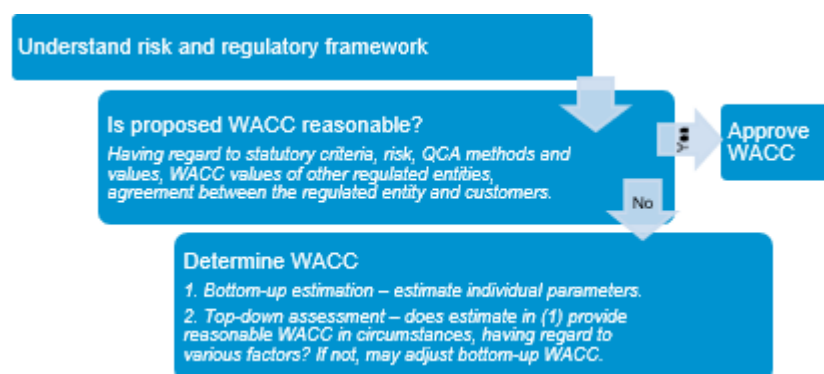 Understand risk and regulatory framework
Is proposed WACC reasonable?
Having regard to statutory criteria, risk, QCA methods and
values, WACC values of other regulated entities,
agreement between the regulated entity and customers.
Yes
Approve
WACC
No
Determine WACC
1. Bottom-up estimation – estimate individual parameters.
2. Top-down assessment – does estimate in (1) provide
reasonable WACC in circumstances, having regard to
various factors? If not, may adjust bottom-up WACC.